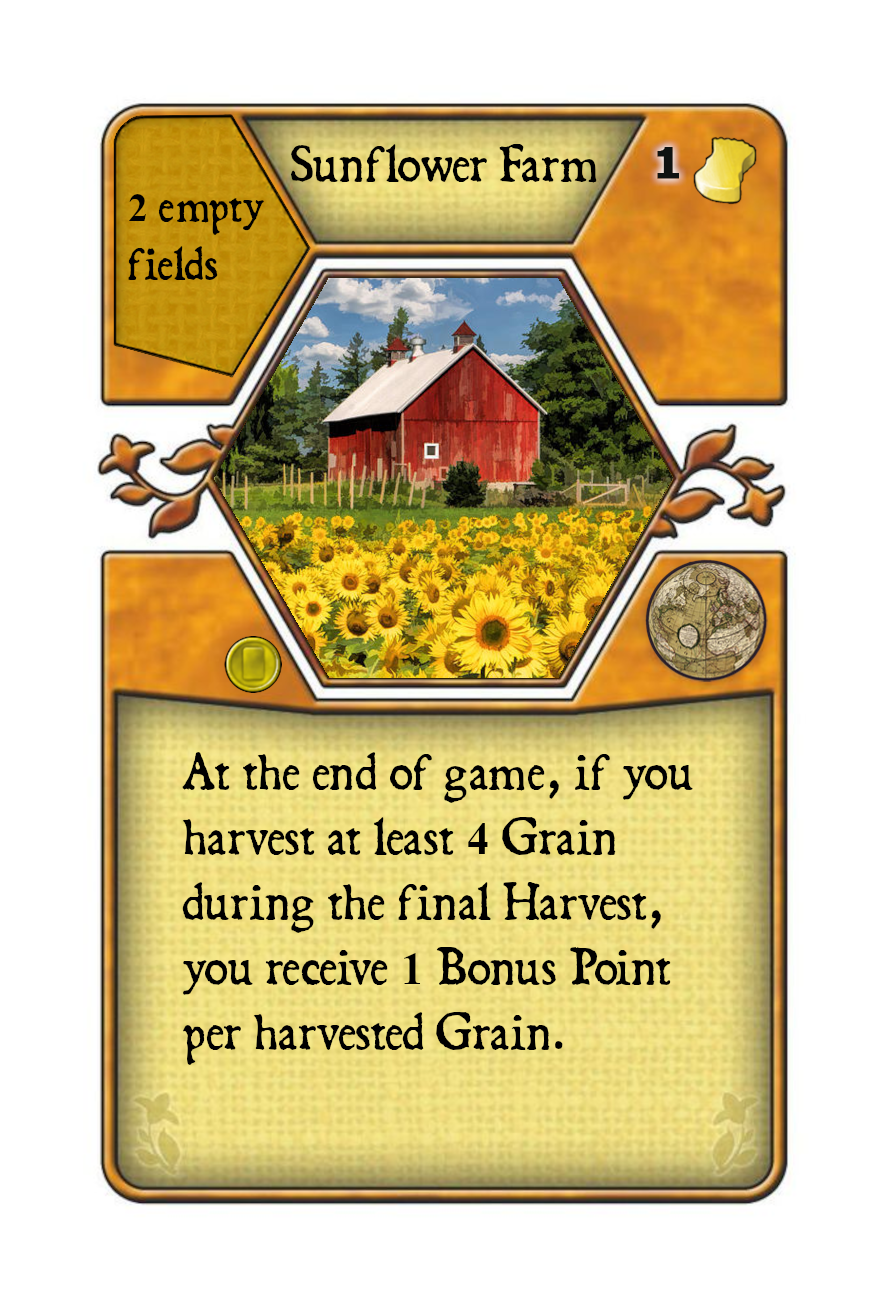 Sunflower Farm
1
2 empty
fields
At the end of game, if you
harvest at least 4 Grain
during the final Harvest,
you receive 1 Bonus Point
per harvested Grain.